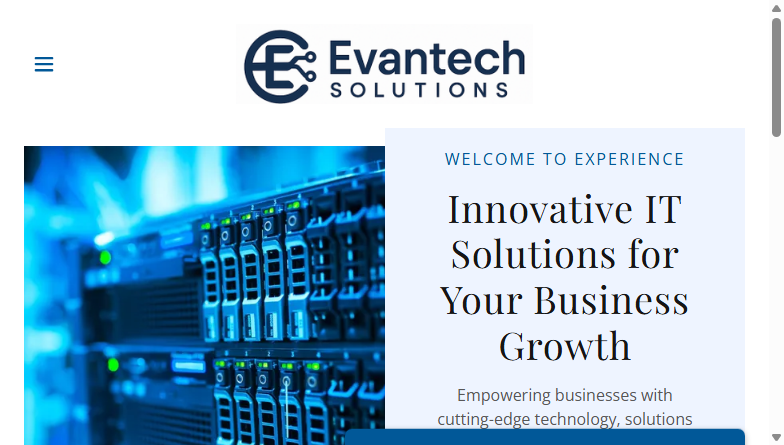 Evantech
SOLUTIONS
WELCOME TO EXPERIENCE
Innovative IT
Solutions for
Your Business
Growth
Empowering businesses with
cutting-edge technology, solutions